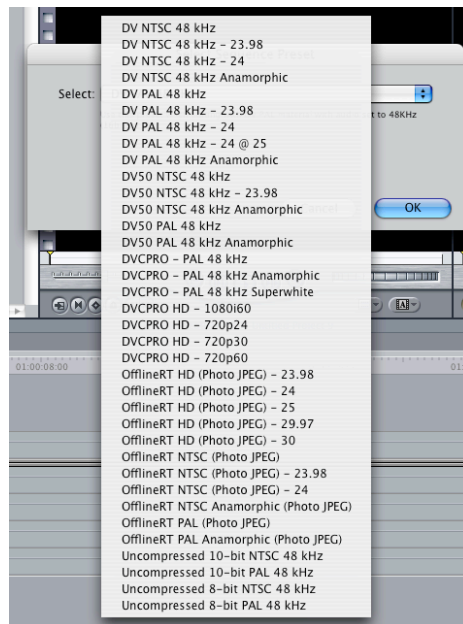 DV NTSC 48 kHz
DV NTSC 48 kHz – 23.98
DV NTSC 48 kHz – 24
DV NTSC 48 kHz Anamorphic
Select:
DV PAL 48 kHz
DV PAL 48 kHz – 23.98
t to 48KHz
DV PAL 48 kHz – 24
DV PAL 48 kHz – 24 @ 25
DV PAL 48 kHz Anamorphic
DV50 NTSC 48 kHz
DV50 NTSC 48 kHz – 23.98
DV50 NTSC 48 kHz Anamorphic
OK
DV50 PAL 48 kHz
DV50 PAL 48 kHz Anamorphic
DVCPRO – PAL 48 kHz
DVCPRO – PAL 48 kHz Anamorphic
DVCPRO – PAL 48 kHz Superwhite
DVCPRO HD – 1080i60
DVCPRO HD – 720p24
DVCPRO HD – 720p30
DVCPRO HD – 720p60
01:00:08:00
01
OfflineRT HD (Photo JPEG) – 23.98
OfflineRT HD (Photo JPEG) – 24
OfflineRT HD (Photo JPEG) – 25
OfflineRT HD (Photo JPEG) – 29.97
OfflineRT HD (Photo JPEG) – 30
OfflineRT NTSC (Photo JPEG)
OfflineRT NTSC (Photo JPEG) – 23.98
OfflineRT NTSC (Photo JPEG) – 24
OfflineRT NTSC Anamorphic (Photo JPEG)
OfflineRT PAL (Photo JPEG)
OfflineRT PAL Anamorphic (Photo JPEG)
Uncompressed 10-bit NTSC 48 kHz
Uncompressed 10-bit PAL 48 kHz
Uncompressed 8-bit NTSC 48 kHz
Uncompressed 8-bit PAL 48 kHz